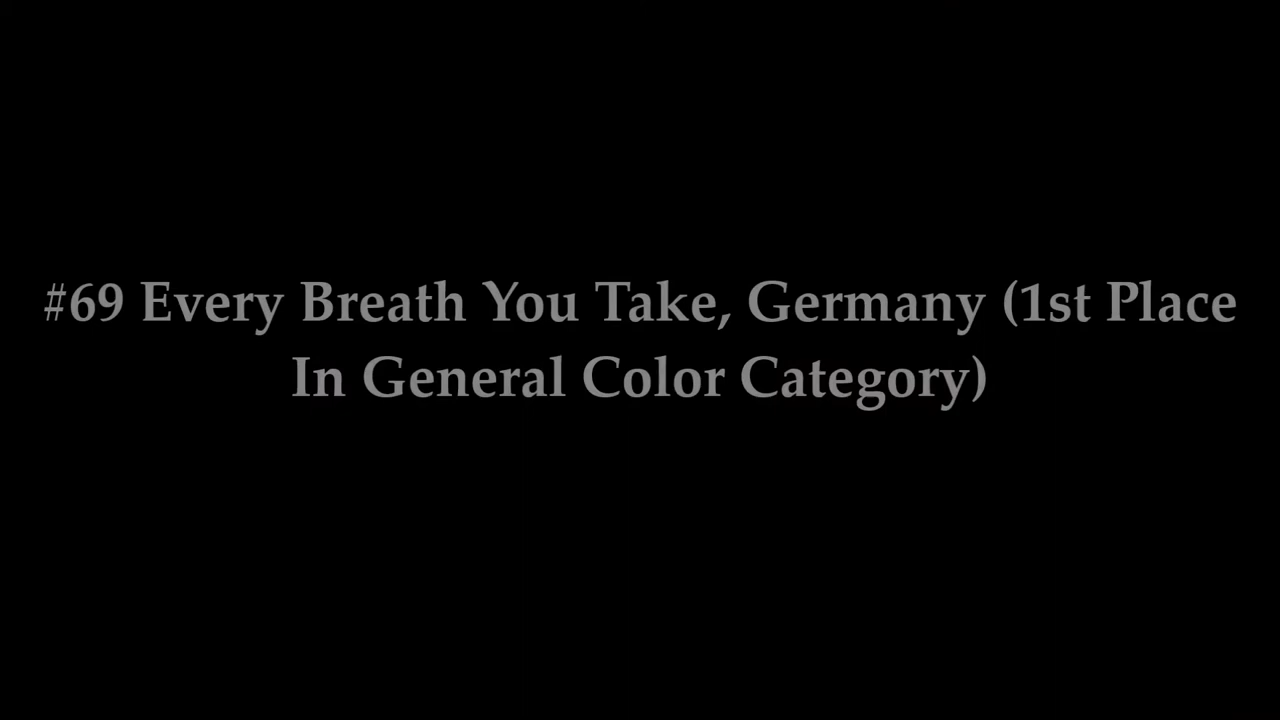 #69 Every Breath You Take, Germany (1st Place
In General Color Category)